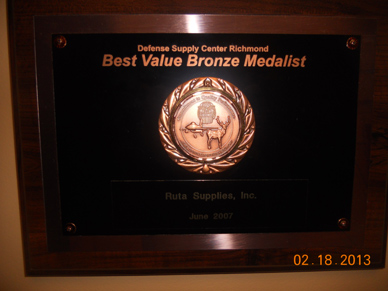 Defense Supply Center Richmond
Best Value Bronze Medalist
Ruta Supplies, Inc.
June 2007
02.18.2013